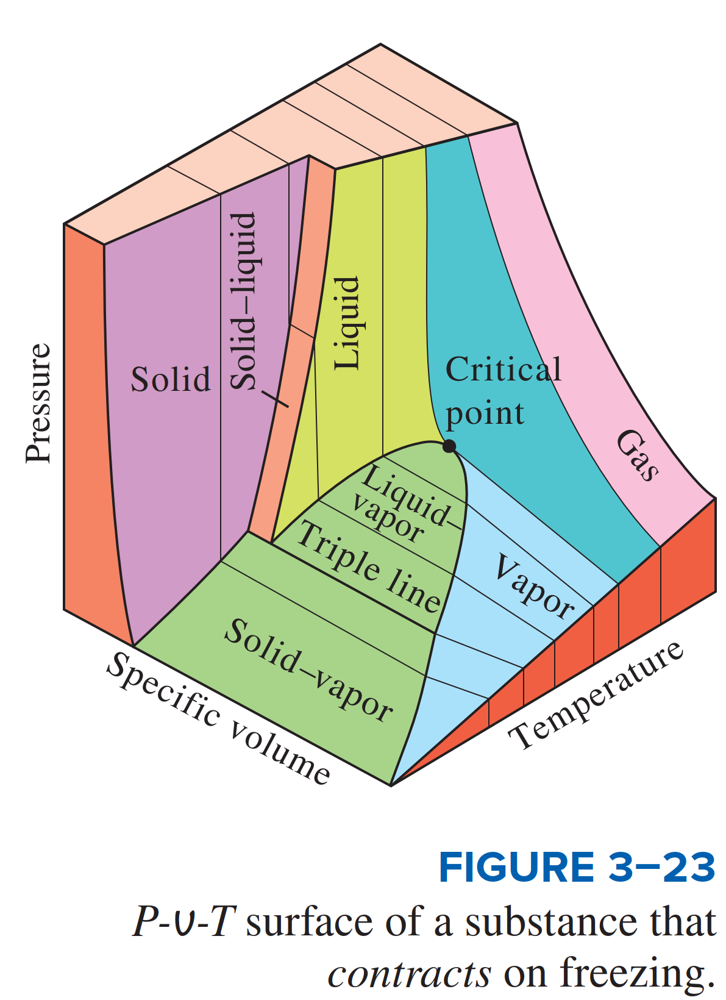 Pressure
Solid
Solid–liquid
Liquid
Critical
point
Gas
Liquid–
vapor
Triple line
Vapor
Solid–vapor
Specific volume
Temperature
FIGURE 3–23
P-υ-T surface of a substance that
contracts on freezing.